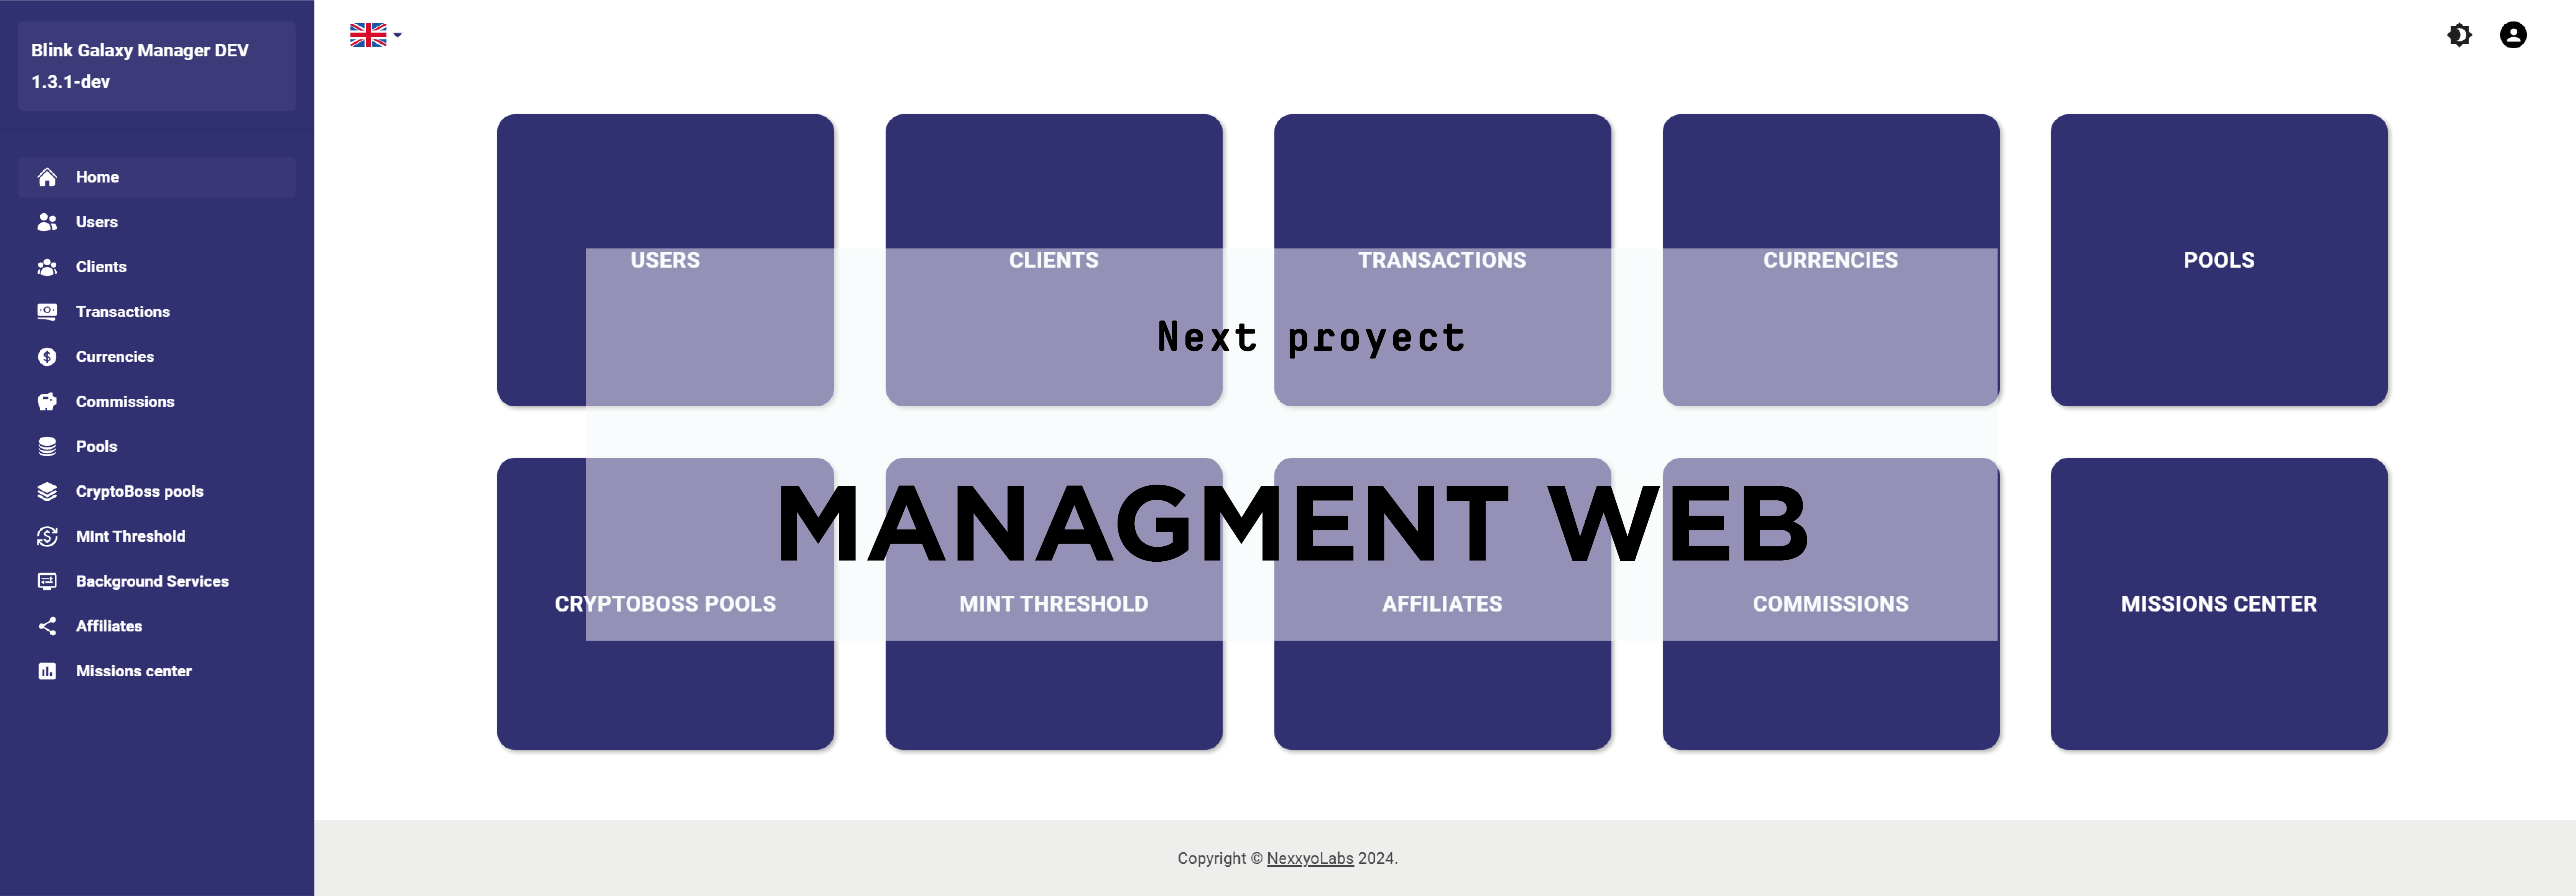 Blink Galaxy Manager DEV
1.3.1-dev
Home
Users
Clients
Transactions
Currencies
Commissions
Pools
CryptoBoss pools
Mint Threshold
Background Services
Affiliates
Missions center
USERS
CLIENTS
TRANSACTIONS
CURRENCIES
POOLS
Next proyect
MANAGMENT WEB
CRYPTOBOSS POOLS
MINT THRESHOLD
AFFILIATES
COMMISSIONS
MISSIONS CENTER
Copyright © NexxyoLabs 2024.